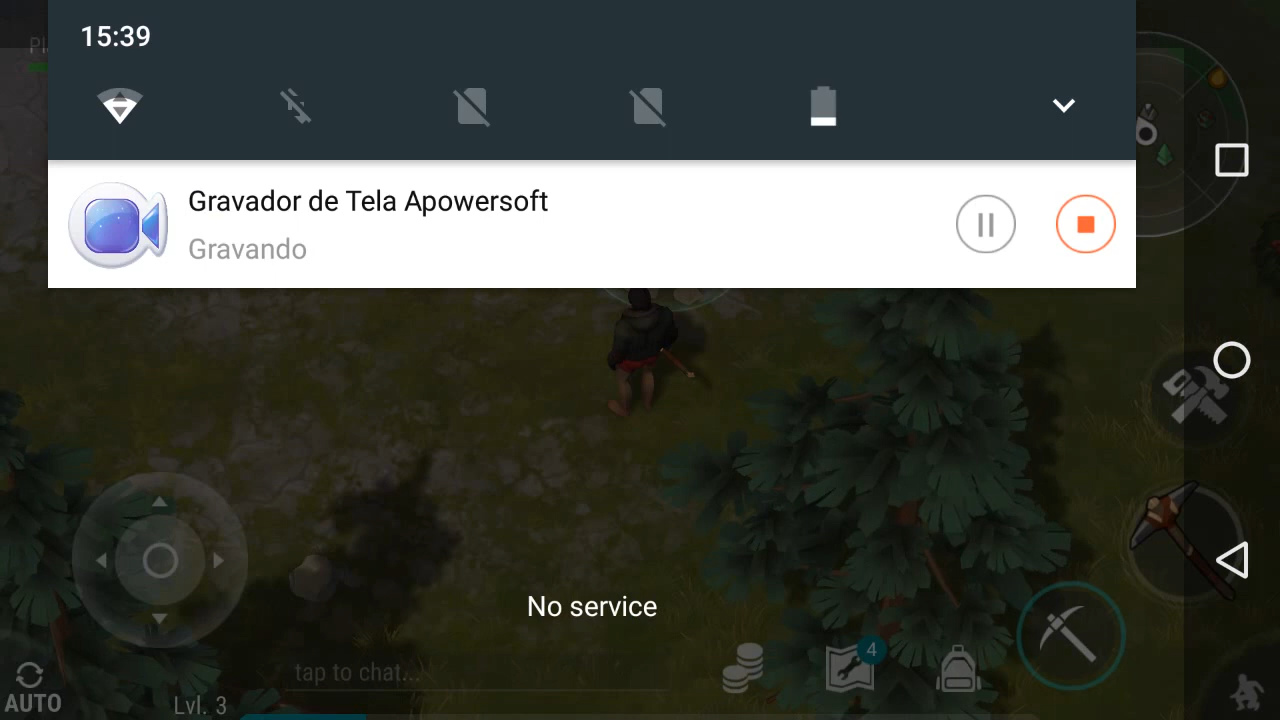 15:39
Gravador de Tela Apowersoft
Gravando
No service
4
tap to chat...
AUTO
Lvl. 3